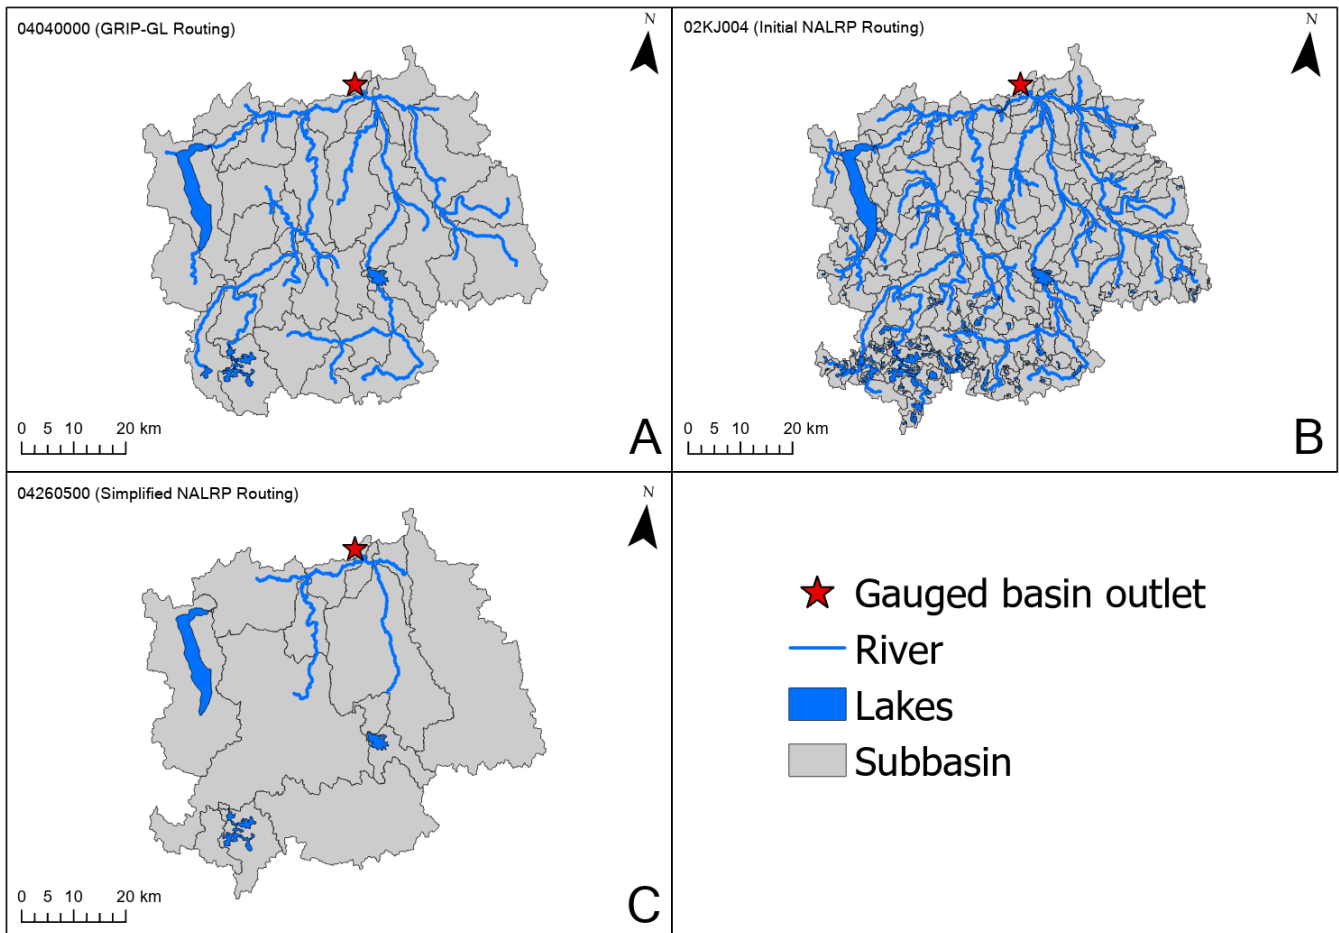 04040000 (GRIP-GL Routing)
N
0 5 10 20 km
A
02KJ004 (Initial NALRP Routing)
N
0 5 10 20 km
B
04260500 (Simplified NALRP Routing)
N
0 5 10 20 km
C
Gauged basin outlet
River
Lakes
Subbasin